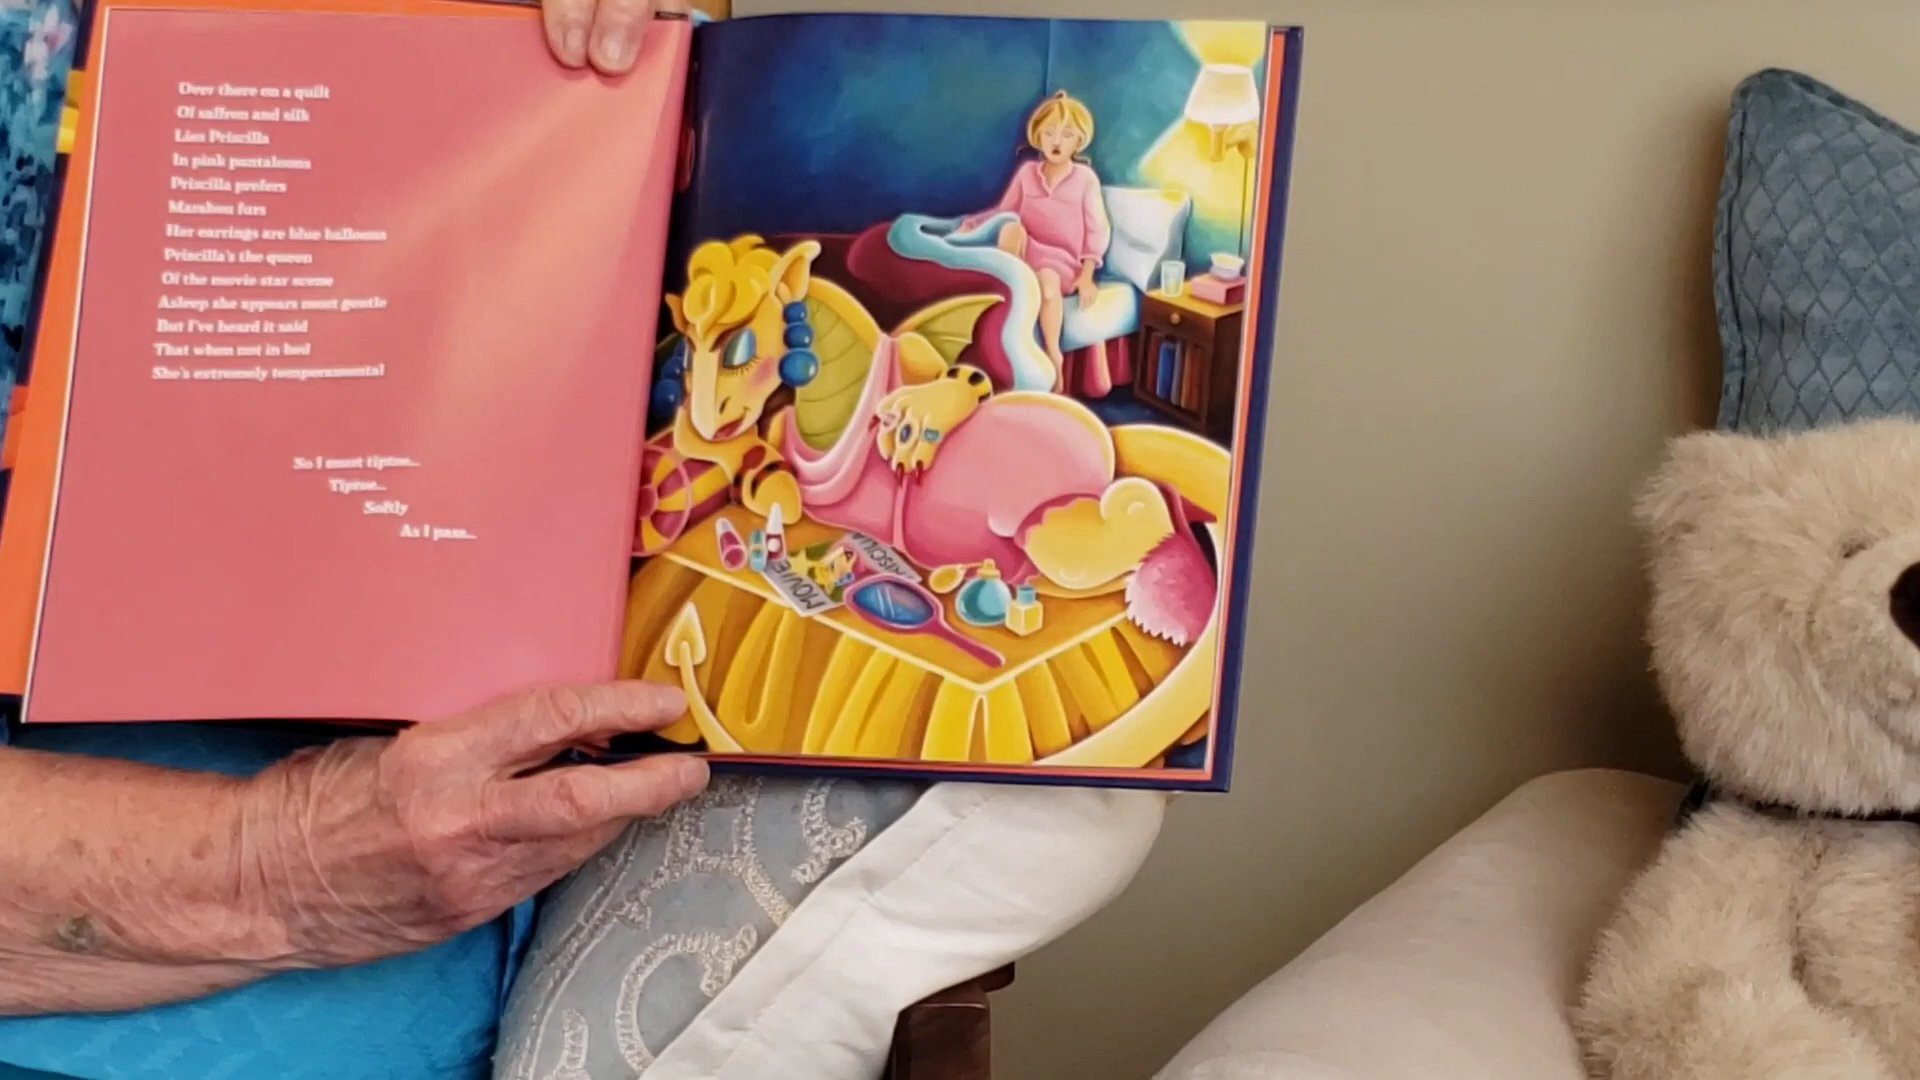 Over there on a quilt
Of saffron and silk
Lies Priscilla
In pink pantaloons
Priscilla prefers
Marabou furs
Her earrings are blue balloons
Priscilla's the queen
Of the movie star scene
Asleep she appears most gentle
But I've heard it said
That when not in bed
She's extremely temperamental
So I must tiptoe...
Tiptoe...
Softly
As I pass...
MOVIE
RISCILLA